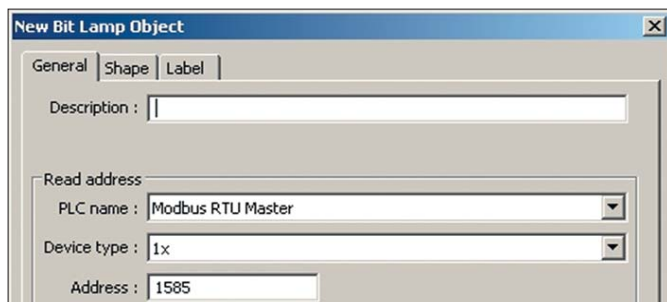 New Bit Lamp Object
General Shape Label
Description :
Read address
PLC name : Modbus RTU Master
Device type : 1x
Address : 1585